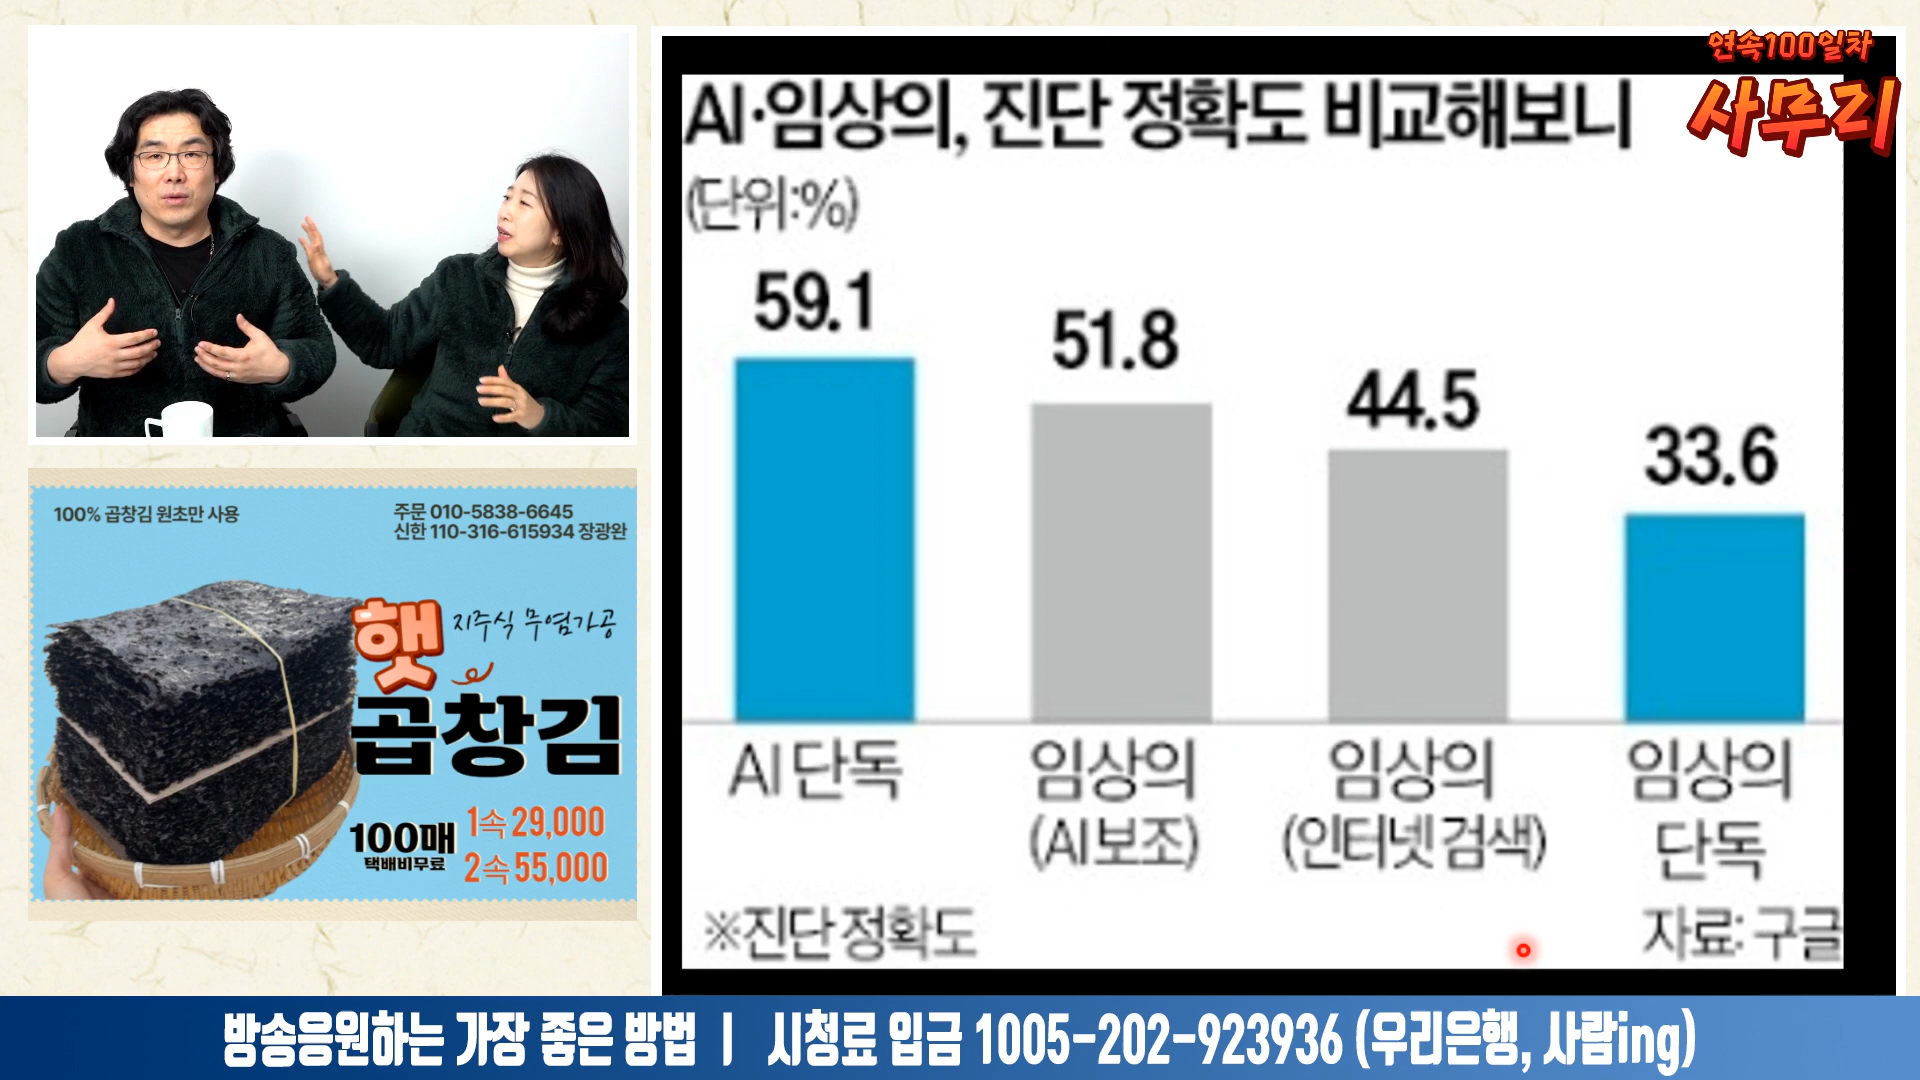 연속100일차
사무리
AI·임상의, 진단 정확도 비교해보니
(단위:%)
59.1
51.8
44.5
33.6
AI 단독
임상의
(AI 보조)
임상의
(인터넷 검색)
임상의
단독
※진단 정확도
자료: 구글
100% 곱창김 원초만 사용
주문 010-5838-6645
신한 110-316-615934 장광완
햇
지주식 무염가공
곱창김
100매
택배비무료
1속 29,000
2속 55,000
방송응원하는 가장 좋은 방법 ㅣ 시청료 입금 1005-202-923936 (우리은행, 사람ing)